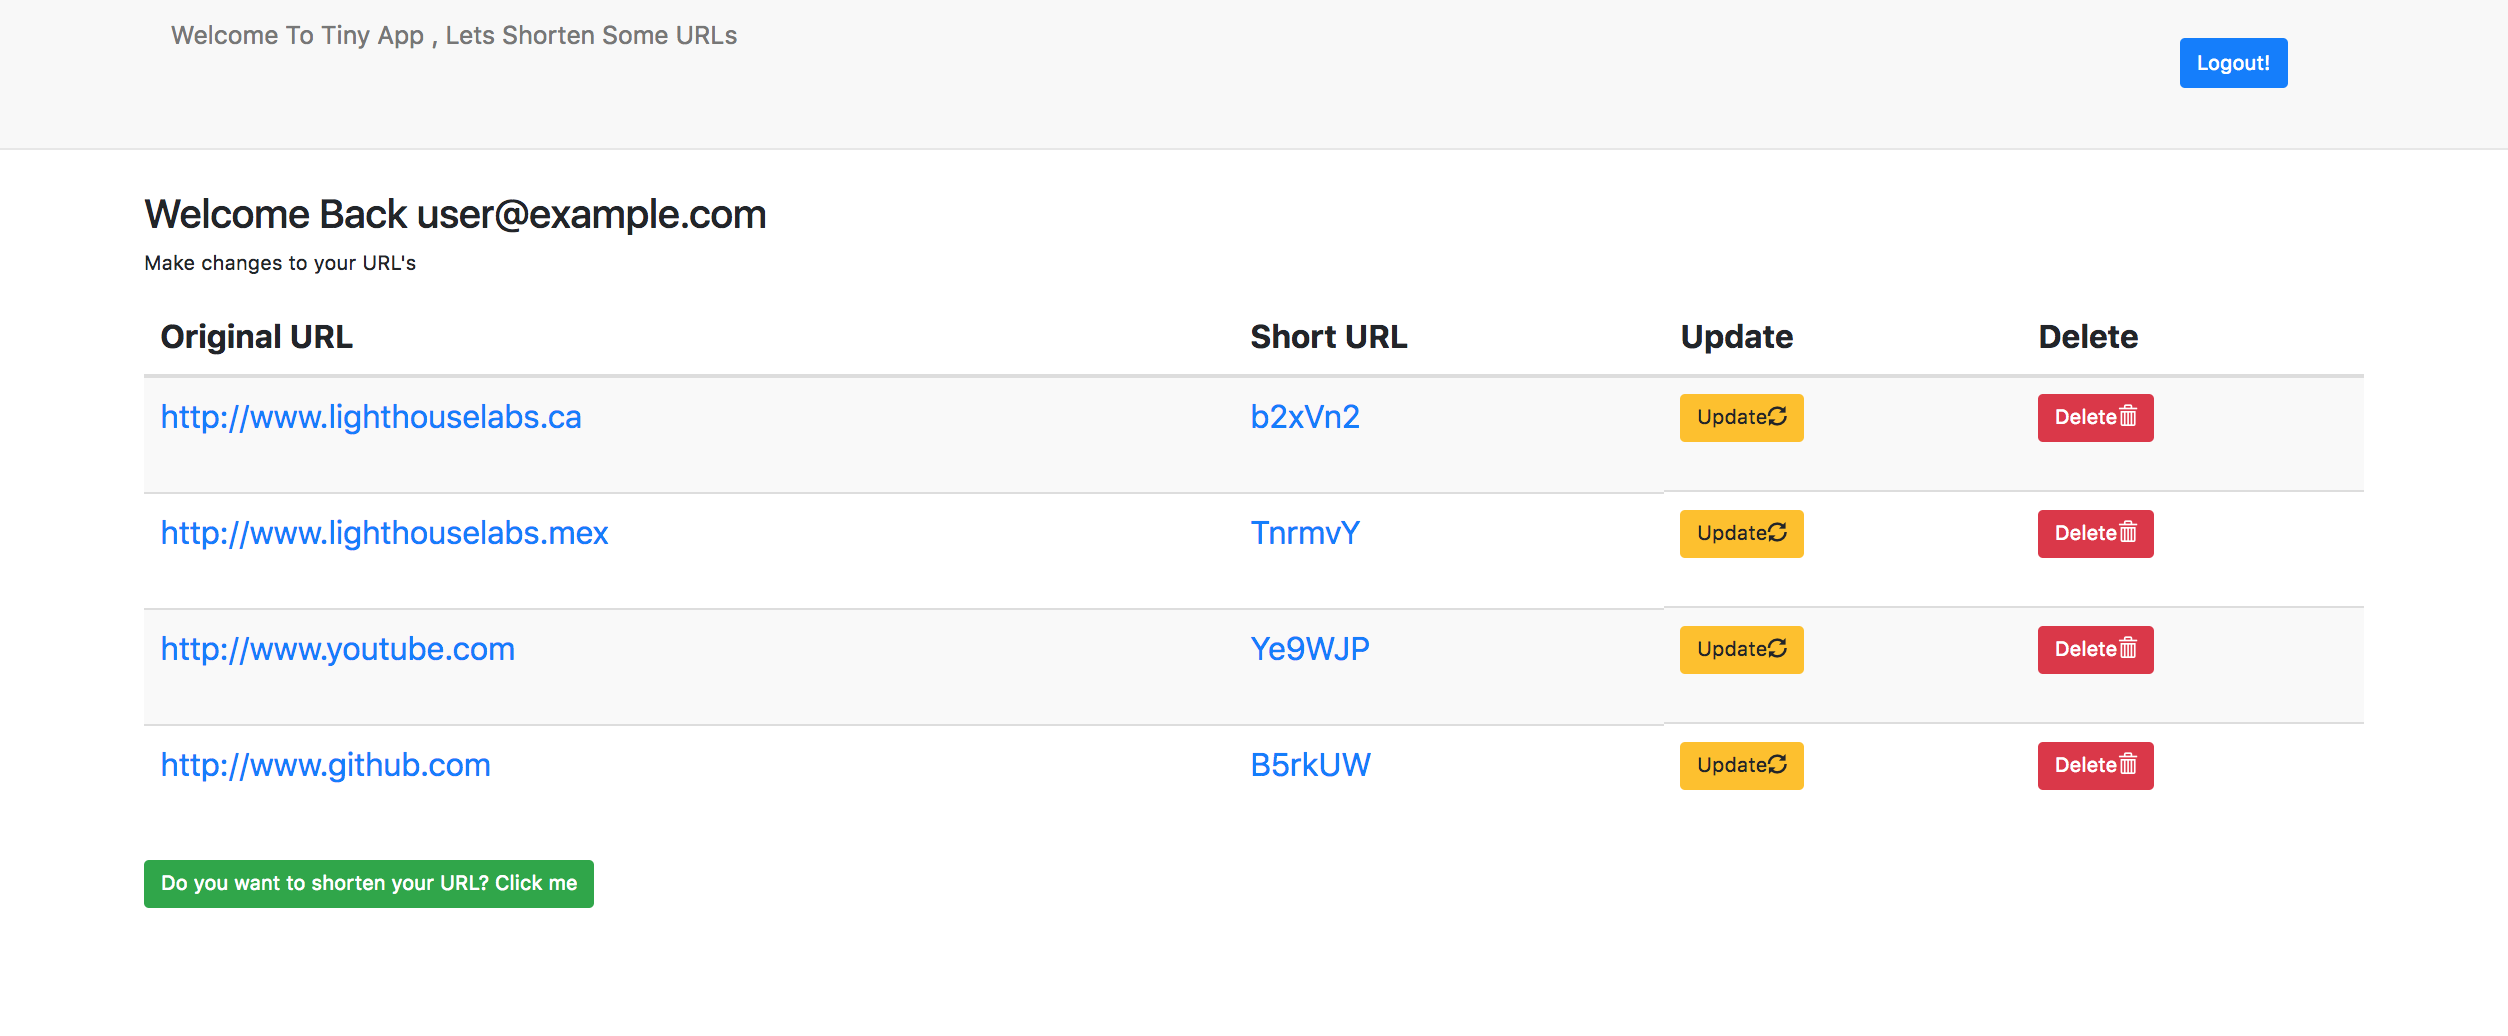 Welcome To Tiny App , Lets Shorten Some URLs
Logout!
Welcome Back user@example.com
Make changes to your URL's
Original URL Short URL Update Delete
http://www.lighthouselabs.ca b2xVn2 Update Delete
http://www.lighthouselabs.mex TnrmvY Update Delete
http://www.youtube.com Ye9WJP Update Delete
http://www.github.com B5rkUW Update Delete
Do you want to shorten your URL? Click me